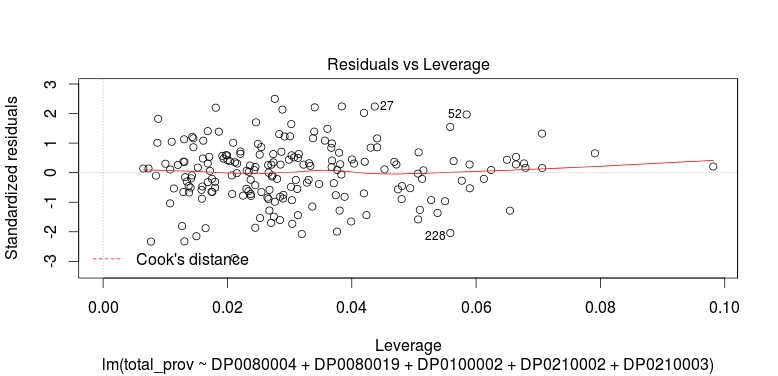 Residuals vs Leverage
Standardized residuals
3
2
1
0
-1
-2
-3
27
52
228
Cook's distance
0.00 0.02 0.04 0.06 0.08 0.10
Leverage
lm(total_prov ~ DP0080004 + DP0080019 + DP0100002 + DP0210002 + DP0210003)